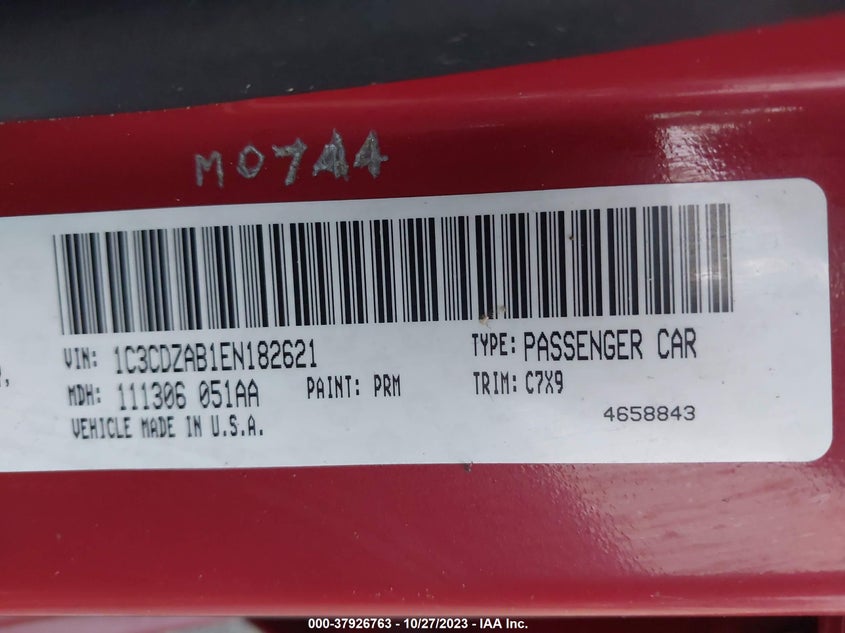 M0744
VIN: 1C3CDZAB1EN182621 TYPE: PASSENGER CAR
MDH: 111306 051AA PAINT: PRM TRIM: C7X9
VEHICLE MADE IN U.S.A. 4658843
000-37926763 - 10/27/2023 - IAA Inc.